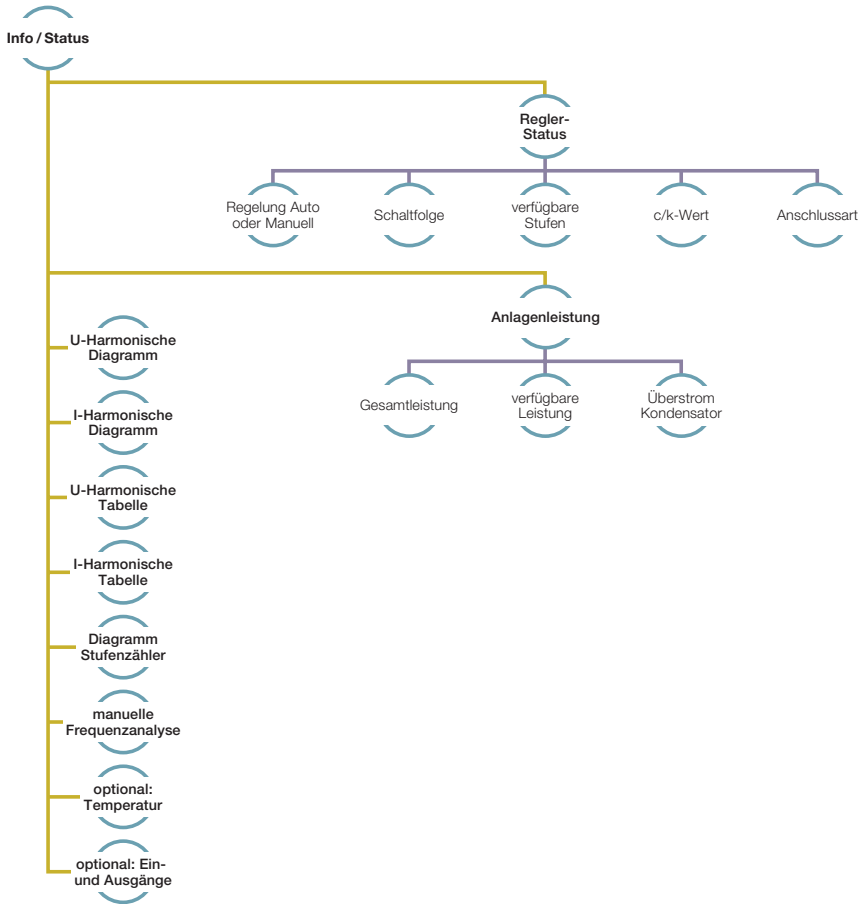 Info / Status
Regler-
Status
Regelung Auto
oder Manuell
Schaltfolge
verfügbare
Stufen
c/k-Wert
Anschlussart
Anlagenleistung
Gesamtleistung
verfügbare
Leistung
Überstrom
Kondensator
U-Harmonische
Diagramm
I-Harmonische
Diagramm
U-Harmonische
Tabelle
I-Harmonische
Tabelle
Diagramm
Stufenzähler
manuelle
Frequenzanalyse
optional:
Temperatur
optional: Ein-
und Ausgänge